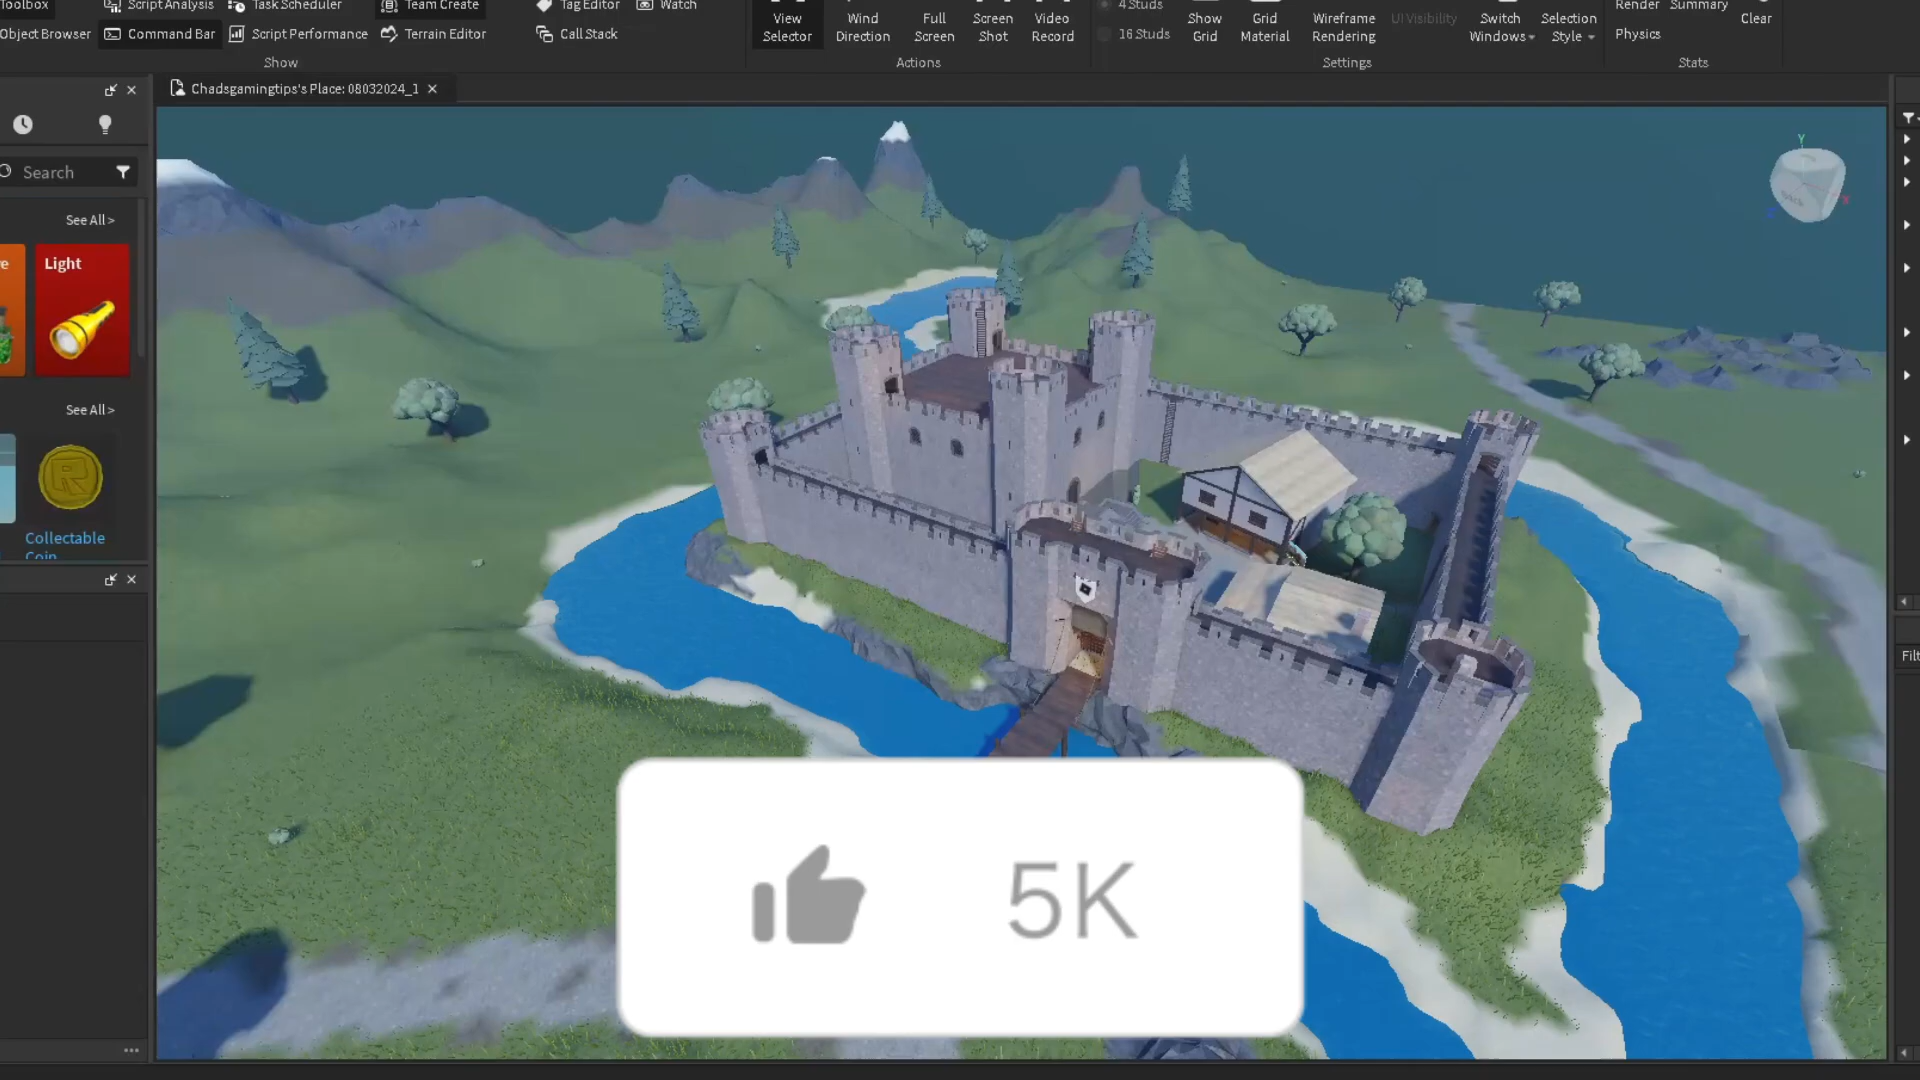 Toolbox Script Analysis Task Scheduler Team Create Tag Editor Watch
Object Browser Command Bar Script Performance Terrain Editor Call Stack
Show
View Selector
Wind Direction
Full Screen
Screen Shot
Video Record
Actions
4 Studs
16 Studs
Show Grid
Grid Material
Wireframe Rendering
UI Visibility
Switch Windows
Selection Style
Settings
Render Summary
Physics
Clear
Stats
Chadsgamingtips's Place: 08032024_1
Search
See All >
e Light
See All >
Collectable
Coin
Y
Back
X
Filt
5K